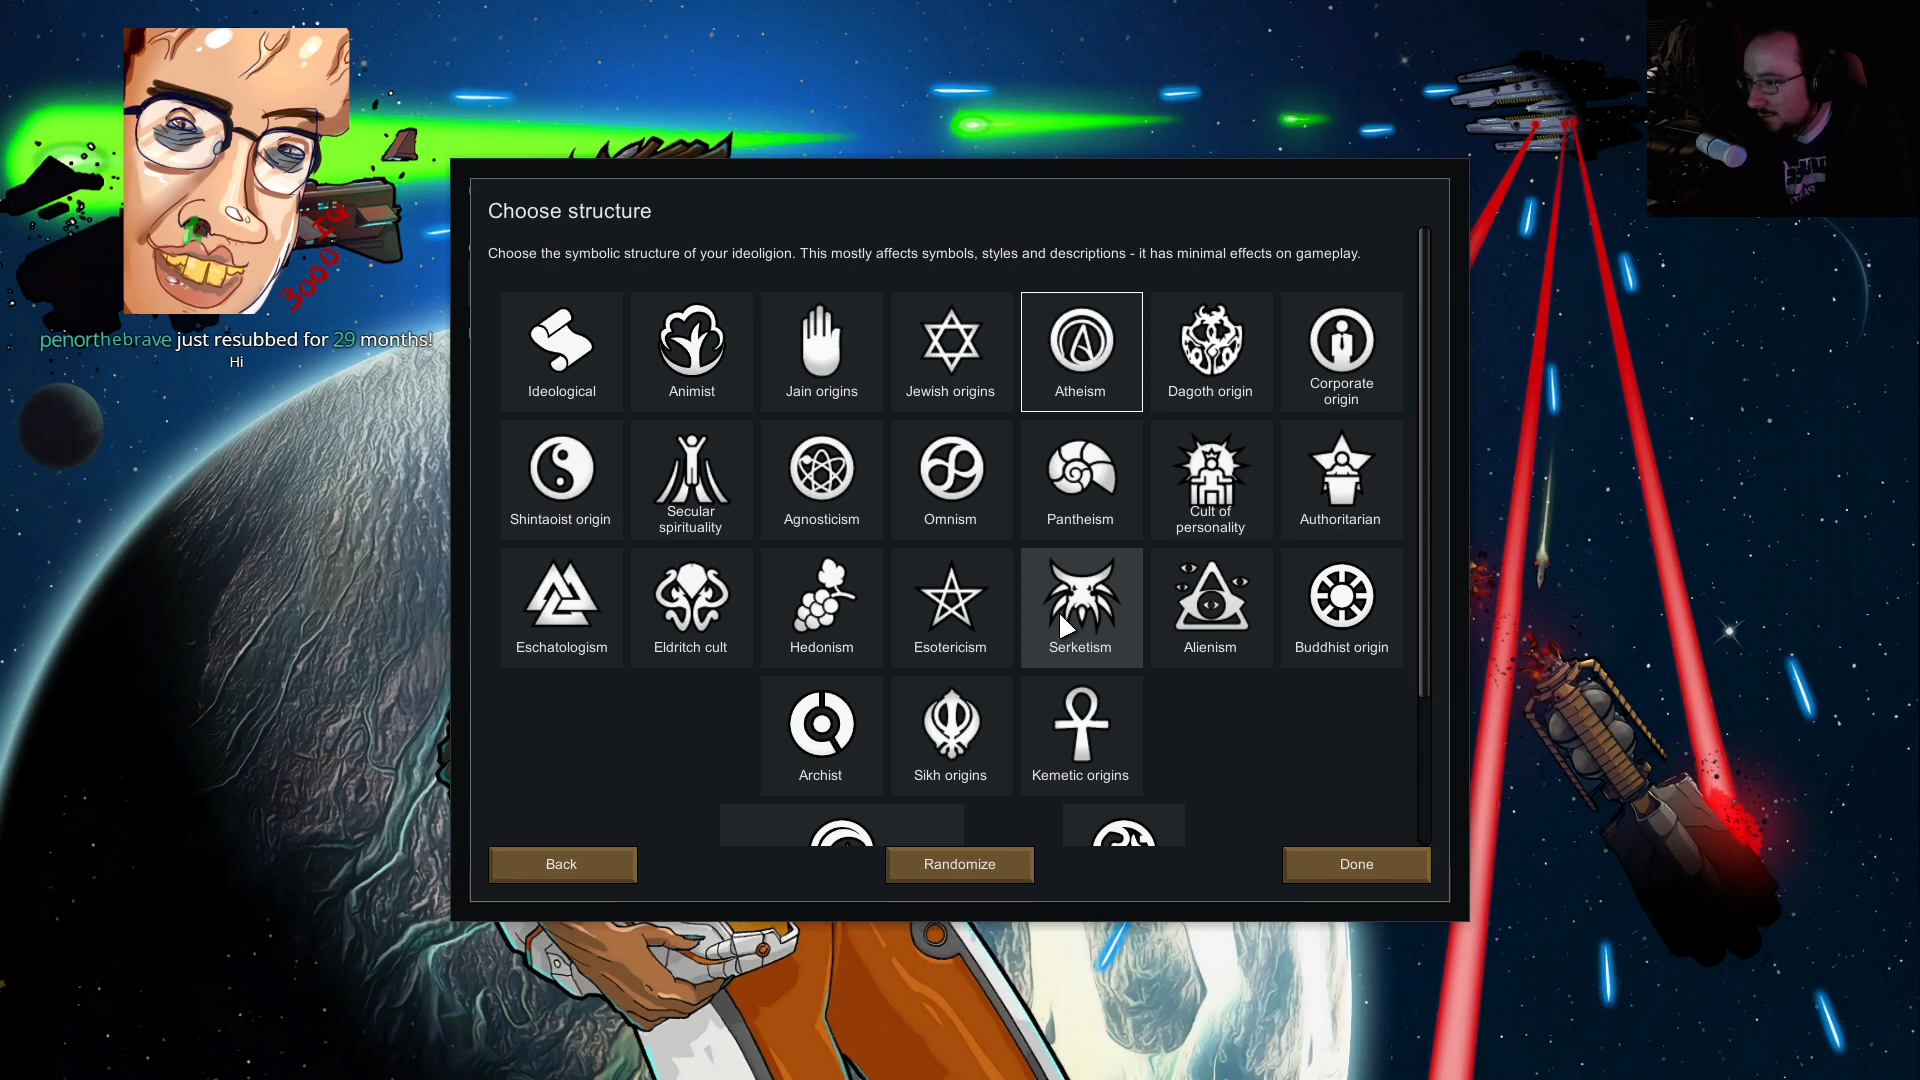 3000 IQ
penorthebrave just resubbed for 29 months!
Hi
Choose structure
Choose the symbolic structure of your ideoligion. This mostly affects symbols, styles and descriptions - it has minimal effects on gameplay.
Ideological
Animist
Jain origins
Jewish origins
Atheism
Dagoth origin
Corporate
origin
Shintaoist origin
Secular
spirituality
Agnosticism
Omnism
Pantheism
Cult of
personality
Authoritarian
Eschatologism
Eldritch cult
Hedonism
Esotericism
Serketism
Alienism
Buddhist origin
Archist
Sikh origins
Kemetic origins
Back
Randomize
Done